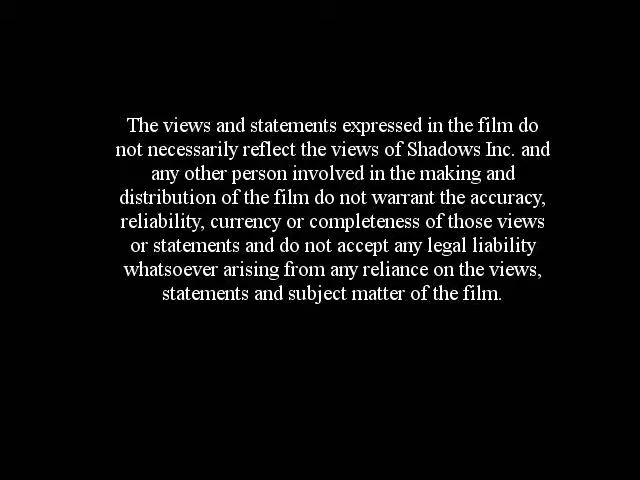 The views and statements expressed in the film do
not necessarily reflect the views of Shadows Inc. and
any other person involved in the making and
distribution of the film do not warrant the accuracy,
reliability, currency or completeness of those views
or statements and do not accept any legal liability
whatsoever arising from any reliance on the views,
statements and subject matter of the film.